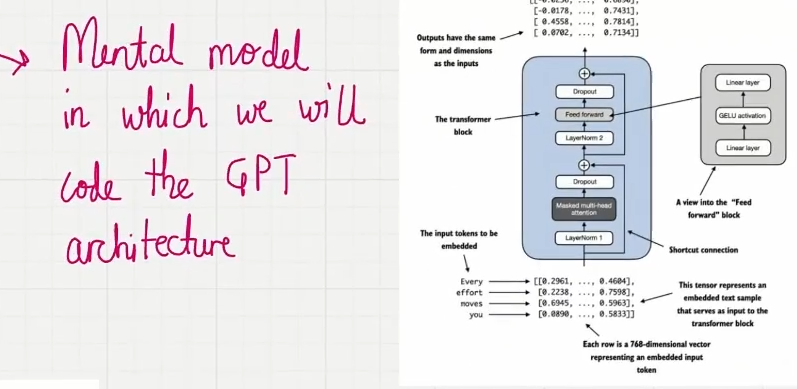 → Mental model
in which we will
code the GPT
architecture
[-0.0178, ..., 0.7431],
[ 0.4558, ..., 0.7814],
[ 0.0702, ..., 0.7134]]
Outputs have the same
form and dimensions
as the inputs
Dropout
Feed forward
LayerNorm 2
Dropout
Masked multi-head
attention
LayerNorm 1
The transformer
block
Linear layer
GELU activation
Linear layer
A view into the "Feed
forward" block
Shortcut connection
The input tokens to be
embedded
Every [[0.2961, ..., 0.4604],
effort [0.2238, ..., 0.7598],
moves [0.6945, ..., 0.5963],
you [0.0890, ..., 0.5833]]
This tensor represents an
embedded text sample
that serves as input to the
transformer block
Each row is a 768-dimensional vector
representing an embedded input
token